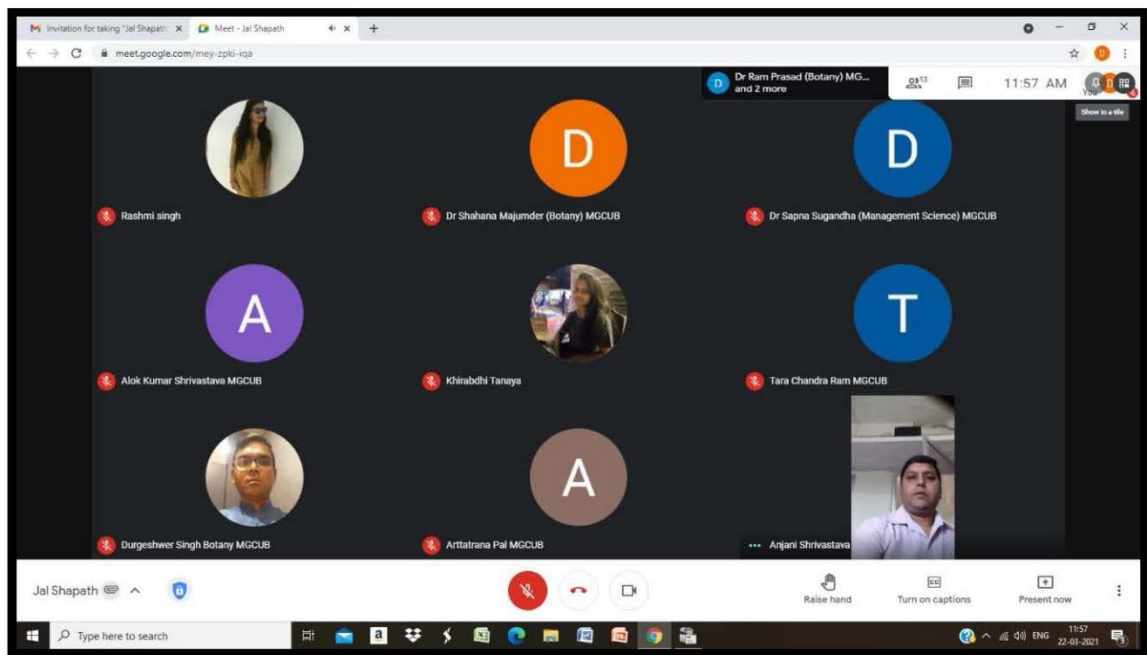 Invitation for taking "Jal Shapath
Meet - Jal Shapath
meet.google.com/mey-zpki-iqa
D
D
Dr Ram Prasad (Botany) MG...
and 2 more
13
11:57 AM
You
D
4
Show in a tile
D
D
Rashmi singh
Dr Shahana Majumder (Botany) MGCUB
Dr Sapna Sugandha (Management Science) MGCUB
A
T
Alok Kumar Shrivastava MGCUB
Khirabdhi Tanaya
Tara Chandra Ram MGCUB
A
Durgeshwer Singh Botany MGCUB
Arttatrana Pal MGCUB
Anjani Shrivastava
Jal Shapath
Raise hand
CC
Turn on captions
Present now
Type here to search
a
ENG
11:57
22-03-2021
3